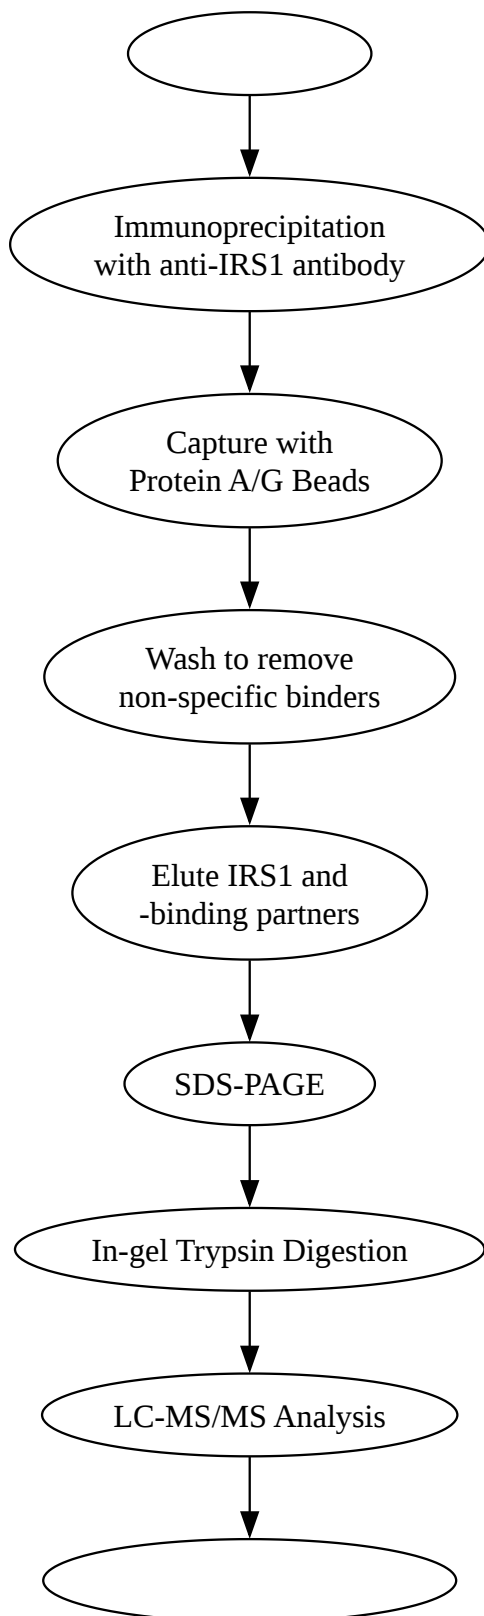 Immunoprecipitation
with anti-IRS1 antibody
Capture with
Protein A/G Beads
Wash to remove
non-specific binders
Elute IRS1 and
-binding partners
SDS-PAGE
In-gel Trypsin Digestion
LC-MS/MS Analysis